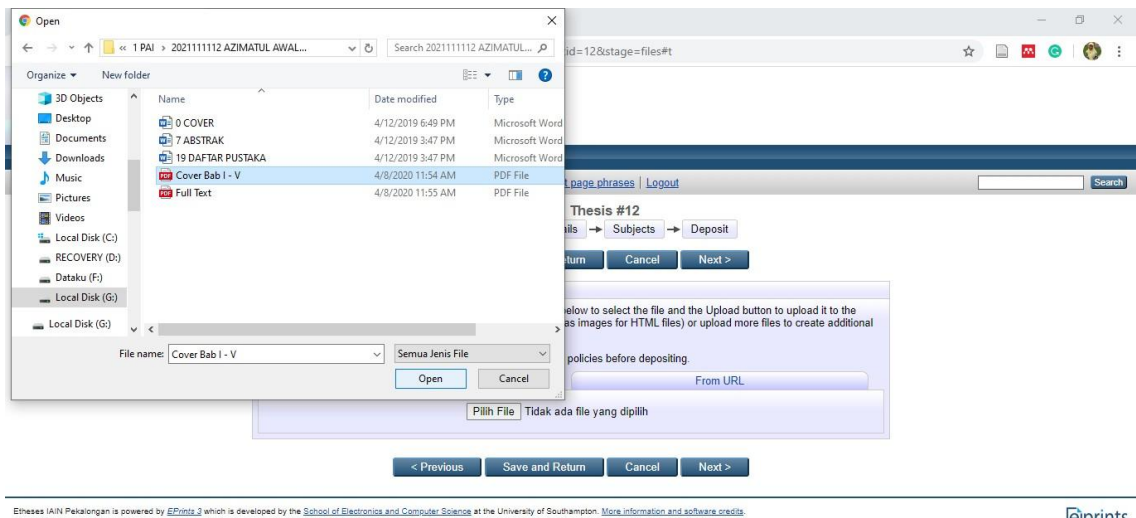 Open
« 1 PAI > 2021111112 AZIMATUL AWAL...
Search 2021111112 AZIMATUL...
Organize
New folder
3D Objects
Desktop
Documents
Downloads
Music
Pictures
Videos
Local Disk (C:)
RECOVERY (D:)
Dataku (F:)
Local Disk (G:)
Local Disk (G:)
Name Date modified Type
0 COVER 4/12/2019 6:49 PM Microsoft Word
7 ABSTRAK 4/12/2019 3:47 PM Microsoft Word
19 DAFTAR PUSTAKA 4/12/2019 3:47 PM Microsoft Word
Cover Bab I - V 4/8/2020 11:54 AM PDF File
Full Text 4/8/2020 11:55 AM PDF File
File name: Cover Bab I - V
Semua Jenis File
Open Cancel
id=12&stage=files#t
t page phrases | Logout
Search
Thesis #12
ails → Subjects → Deposit
eturn Cancel Next >
elow to select the file and the Upload button to upload it to the
as images for HTML files) or upload more files to create additional
policies before depositing.
From URL
Pilih File Tidak ada file yang dipilih
< Previous Save and Return Cancel Next >
Etheses IAIN Pekalongan is powered by EPrints 3 which is developed by the School of Electronics and Computer Science at the University of Southampton. More information and software credits.
eprints